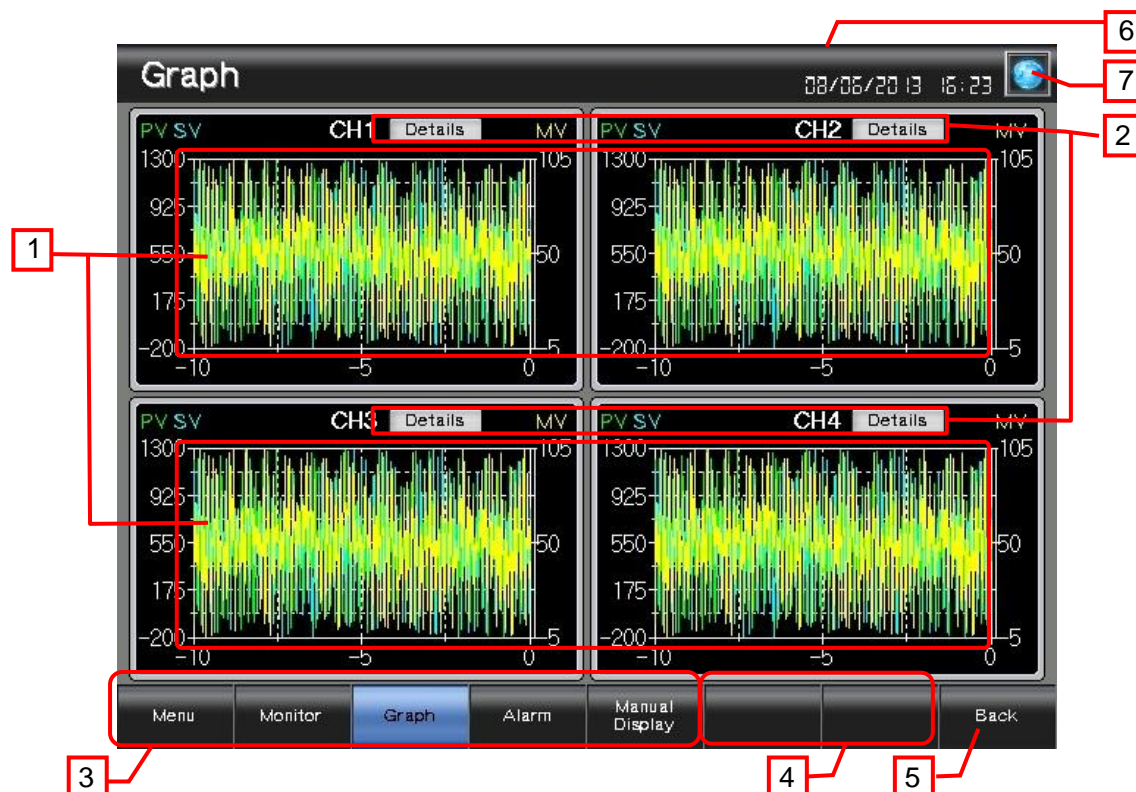 6
Graph
08/06/2013 16:23
7
PV SV CH1 Details MV
PV SV CH2 Details MV
2
1300 105
925
550 50
175
-200 -5
-10 -5 0
1300 105
925
550 50
175
-200 -5
-10 -5 0
1
PV SV CH3 Details MV
PV SV CH4 Details MV
1300 105
925
550 50
175
-200 -5
-10 -5 0
1300 105
925
550 50
175
-200 -5
-10 -5 0
Menu Monitor Graph Alarm Manual Display Back
3
4
5